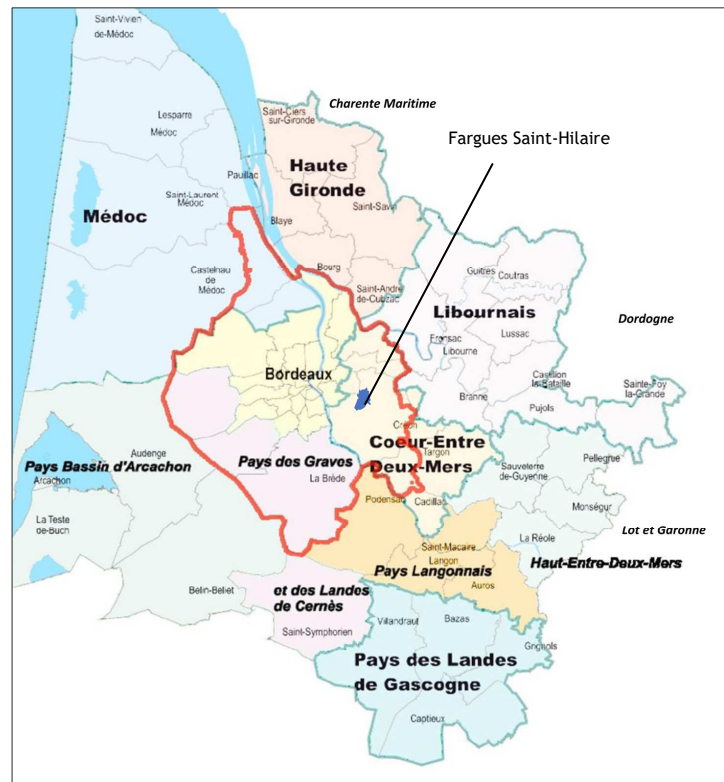 Saint-Vivien
de-Médoc
Charente Maritime
Lesparre
Médoc
Saint-Ciers
sur-Gironde
Fargues Saint-Hilaire
Haute
Gironde
Pauillac
Saint-Laurent
Médoc
Saint-Savin
Médoc
Blaye
Castelnau
de
Médoc
Bourg
Saint-André
de-Cubzac
Guitres
Coutras
Libournais
Dordogne
Fronsac
Libourne
Lussac
Bordeaux
Castillon
la-Bataille
Sainte-Foy
la-Grande
Branne
Pujols
Créon
Coeur-Entre
Deux-Mers
Targon
Pellegrue
Sauveterre
de-Guyenne
Audenge
Pays Bassin d'Arcachon
Arcachon
Pays des Graves
La Brède
Podensac
Cadillac
Monségur
La Teste
de-Buch
La Réole
Lot et Garonne
Haut-Entre-Deux-Mers
Saint-Macaire
Langon
Pays Langonnais
Auros
Belin-Beliet
et des Landes
de Cernès
Saint-Symphorien
Villandraut
Bazas
Grignols
Pays des Landes
de Gascogne
Captieux